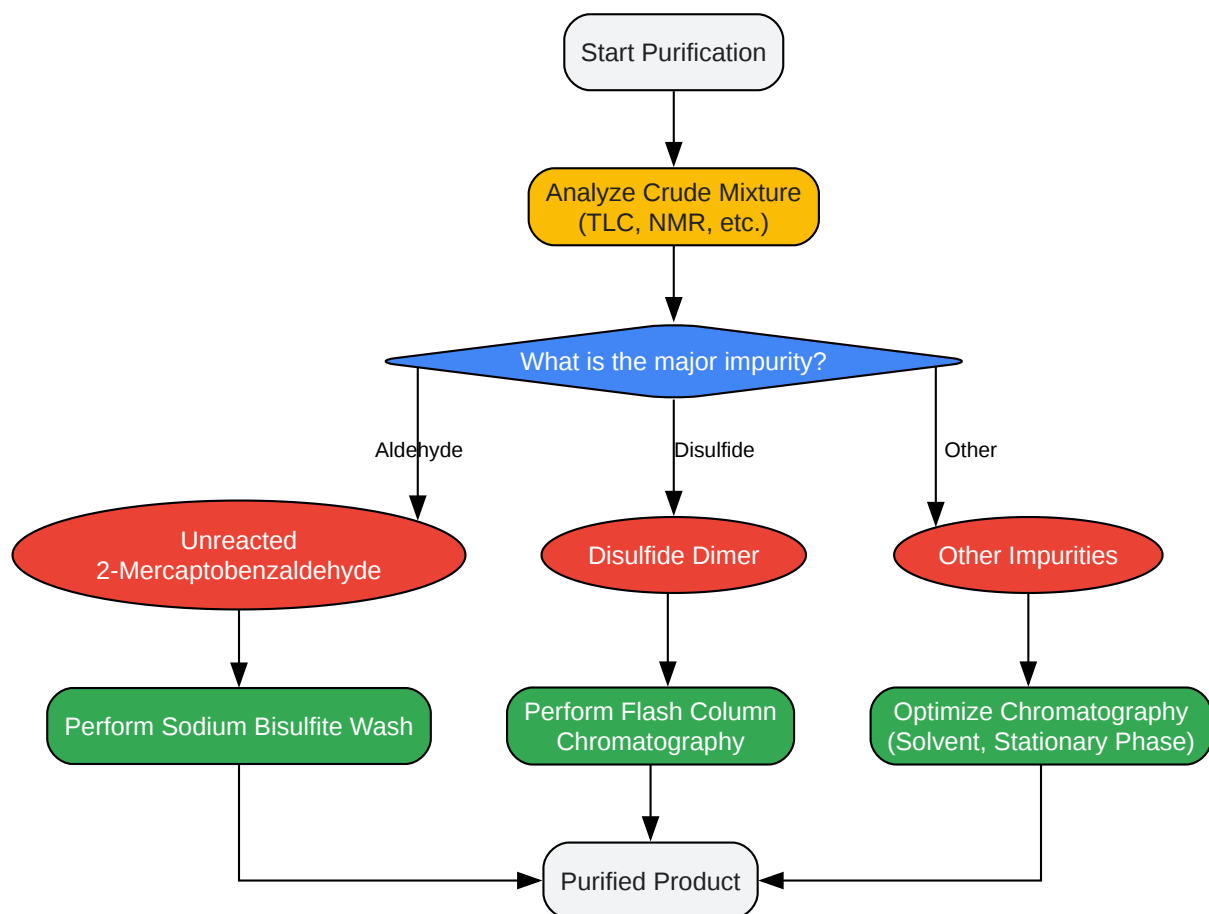 Start Purification
Analyze Crude Mixture
(TLC, NMR, etc.)
What is the major impurity?
Aldehyde
Disulfide
Other
Unreacted
2-Mercaptobenzaldehyde
Disulfide Dimer
Other Impurities
Perform Sodium Bisulfite Wash
Perform Flash Column
Chromatography
Optimize Chromatography
(Solvent, Stationary Phase)
Purified Product